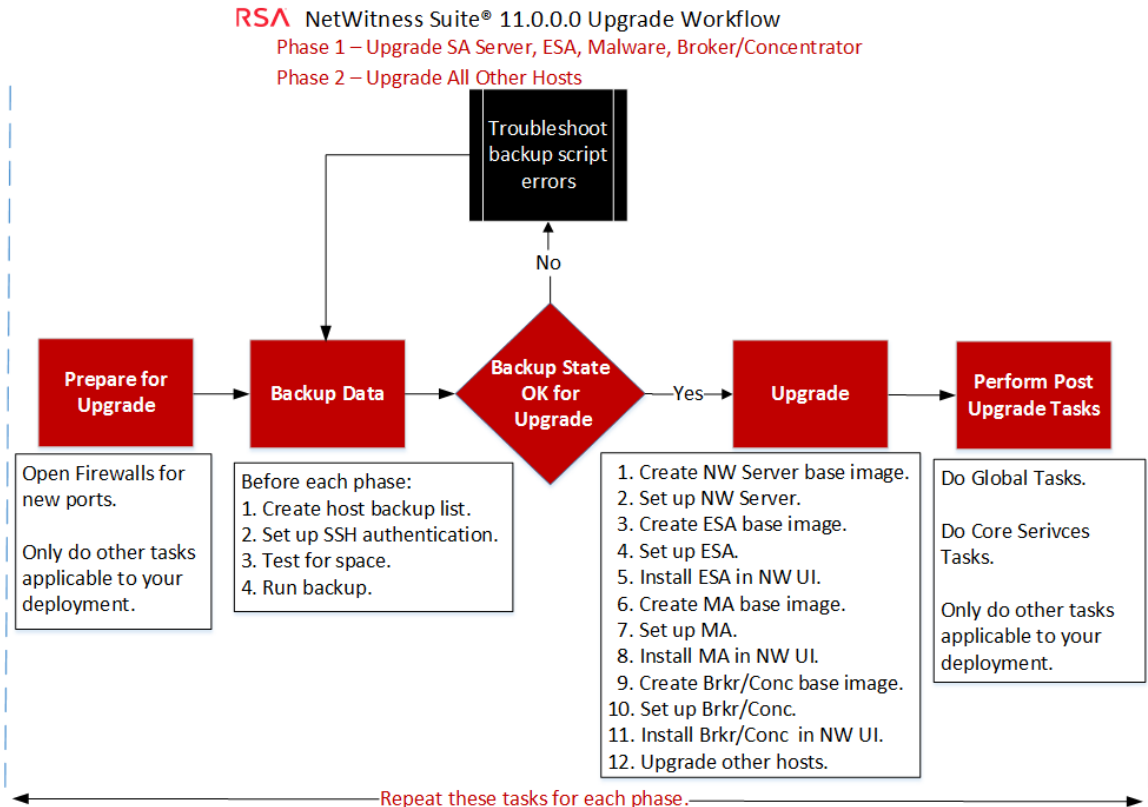 RSA NetWitness Suite® 11.0.0.0 Upgrade Workflow
Phase 1 – Upgrade SA Server, ESA, Malware, Broker/Concentrator
Phase 2 – Upgrade All Other Hosts
Troubleshoot
backup script
errors
No
Prepare for
Upgrade
Backup Data
Backup State
OK for
Upgrade
Yes
Upgrade
Perform Post
Upgrade Tasks
Open Firewalls for
new ports.
Only do other tasks
applicable to your
deployment.
Before each phase:
1. Create host backup list.
2. Set up SSH authentication.
3. Test for space.
4. Run backup.
1. Create NW Server base image.
2. Set up NW Server.
3. Create ESA base image.
4. Set up ESA.
5. Install ESA in NW UI.
6. Create MA base image.
7. Set up MA.
8. Install MA in NW UI.
9. Create Brkr/Conc base image.
10. Set up Brkr/Conc.
11. Install Brkr/Conc in NW UI.
12. Upgrade other hosts.
Do Global Tasks.
Do Core Serivces
Tasks.
Only do other tasks
applicable to your
deployment.
Repeat these tasks for each phase.